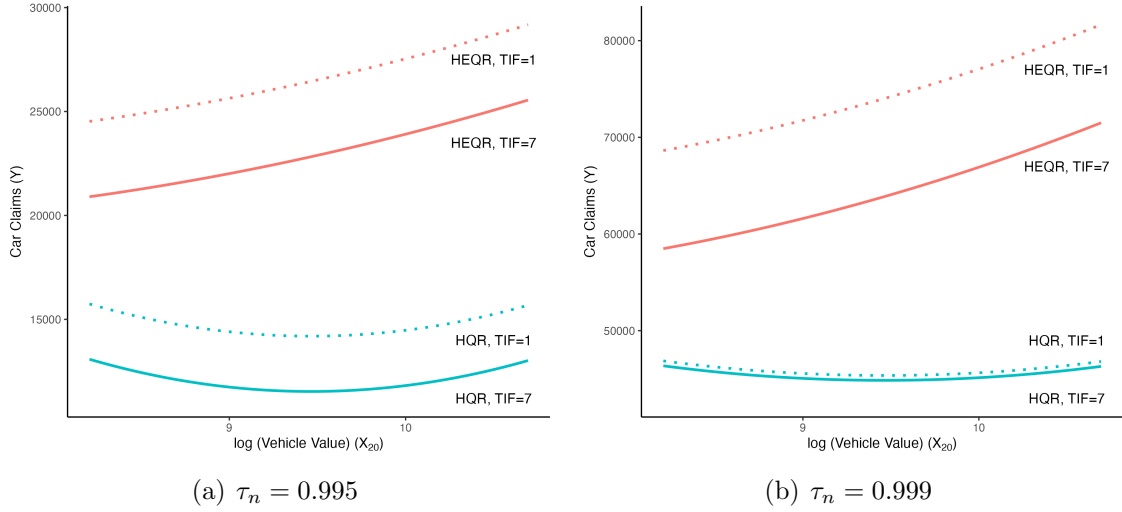 30000
25000
20000
15000
Car Claims (Y)
HEQR, TIF=1
HEQR, TIF=7
HQR, TIF=1
HQR, TIF=7
9
10
log (Vehicle Value) (X₂₀)
(a) τₙ = 0.995
80000
70000
60000
50000
Car Claims (Y)
HEQR, TIF=1
HEQR, TIF=7
HQR, TIF=1
HQR, TIF=7
9
10
log (Vehicle Value) (X₂₀)
(b) τₙ = 0.999